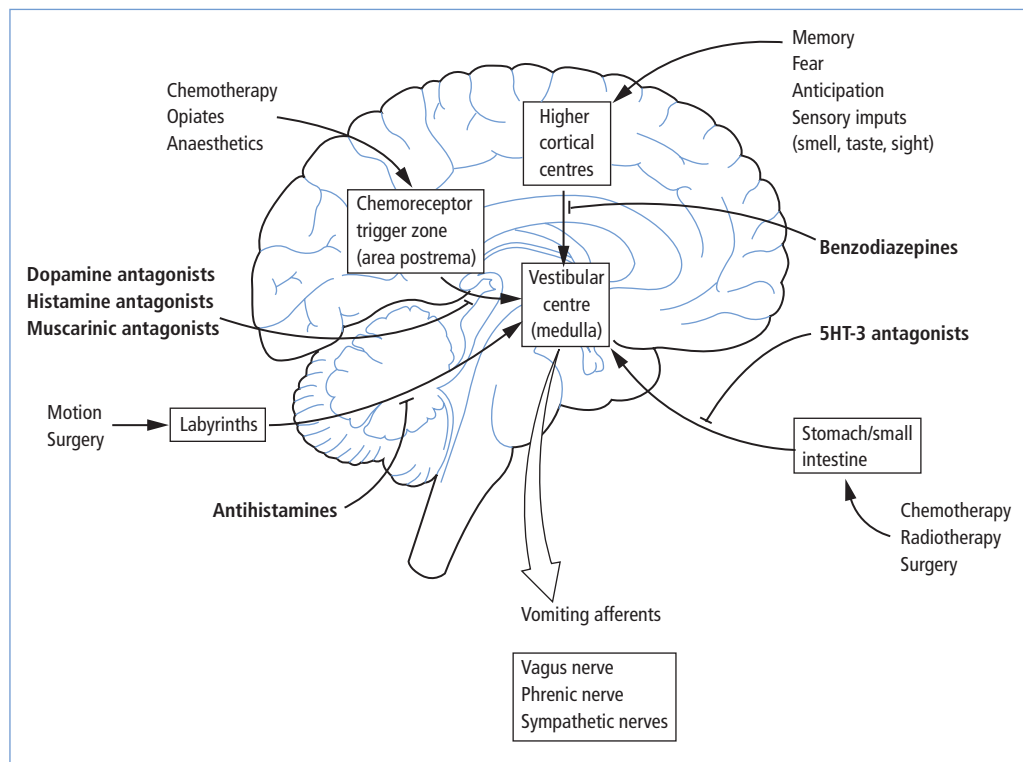 Memory
Fear
Anticipation
Sensory imputs
(smell, taste, sight)
Chemotherapy
Opiates
Anaesthetics
Higher
cortical
centres
Chemoreceptor
trigger zone
(area postrema)
Benzodiazepines
Dopamine antagonists
Histamine antagonists
Muscarinic antagonists
Vestibular
centre
(medulla)
5HT-3 antagonists
Motion
Surgery
Labyrinths
Stomach/small
intestine
Antihistamines
Chemotherapy
Radiotherapy
Surgery
Vomiting afferents
Vagus nerve
Phrenic nerve
Sympathetic nerves